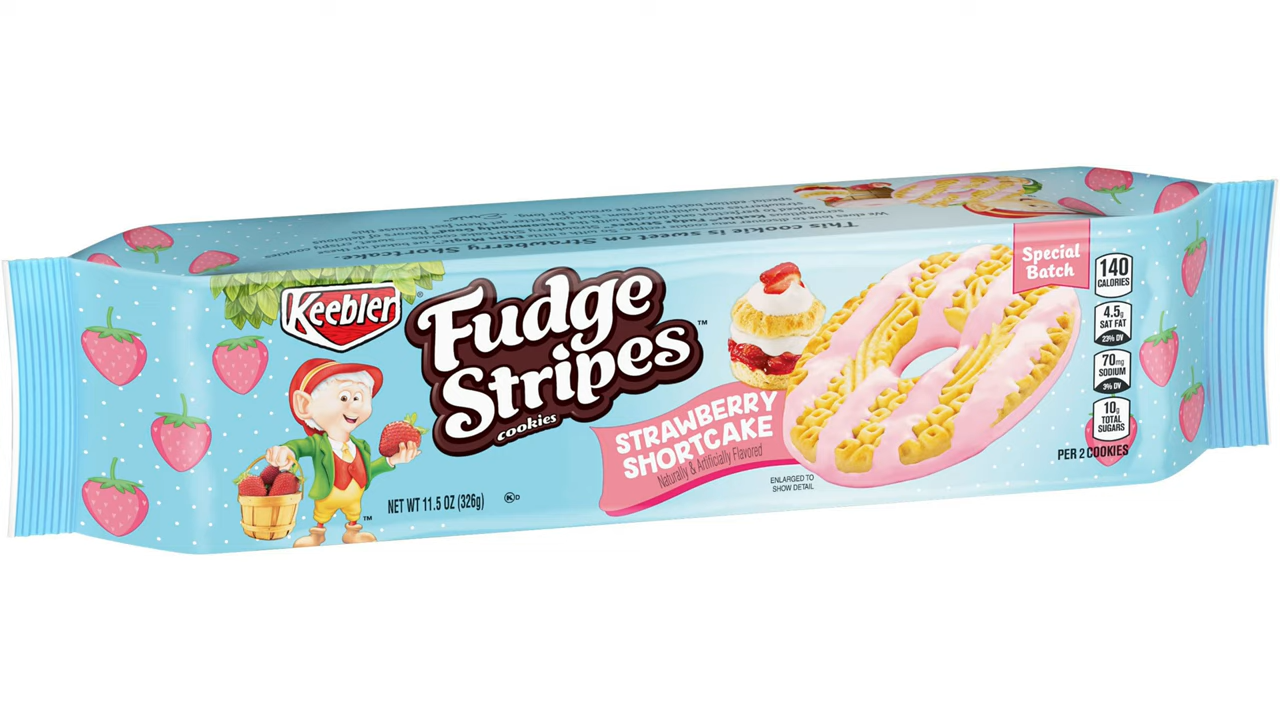 This cookie is sweet on Strawberry Shortcake.
Keebler®
Fudge
Stripes™
cookies
STRAWBERRY
SHORTCAKE
Naturally & Artificially Flavored
ENLARGED TO
SHOW DETAIL
NET WT 11.5 OZ (326g)
K D
™
Special
Batch
140
CALORIES
4.5g
SAT FAT
23% DV
70mg
SODIUM
3% DV
10g
TOTAL
SUGARS
PER 2 COOKIES